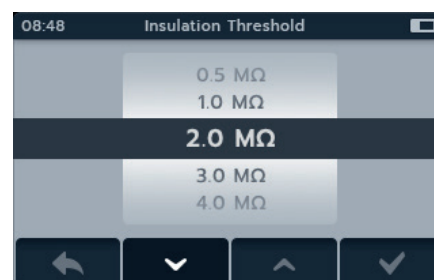 08:48 Insulation Threshold
0.5 MΩ
1.0 MΩ
2.0 MΩ
3.0 MΩ
4.0 MΩ